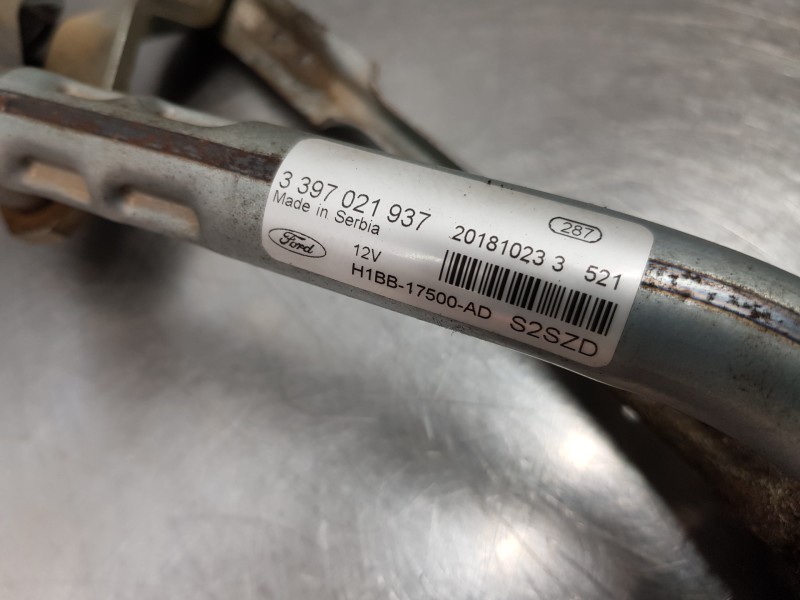 3 397 021 937
Made in Serbia
287
20181023 3 521
Ford
12V
H1BB-17500-AD
S2SZD